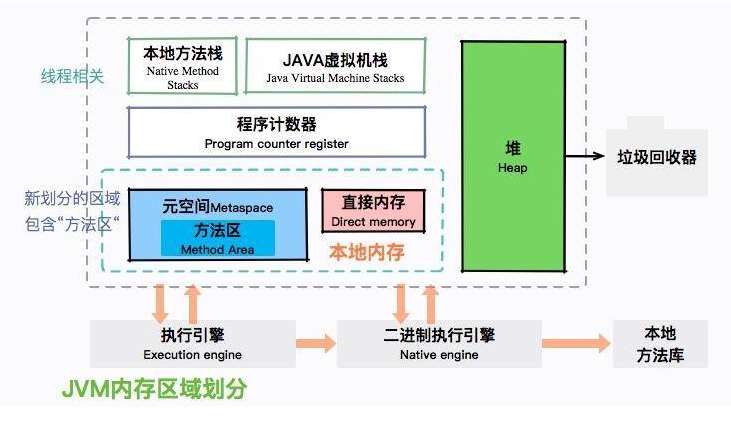 线程相关
本地方法栈
Native Method
Stacks
JAVA虚拟机栈
Java Virtual Machine Stacks
程序计数器
Program counter register
堆
Heap
垃圾回收器
新划分的区域
包含“方法区“
元空间Metaspace
方法区
Method Area
直接内存
Direct memory
本地内存
执行引擎
Execution engine
二进制执行引擎
Native engine
本地
方法库
JVM内存区域划分